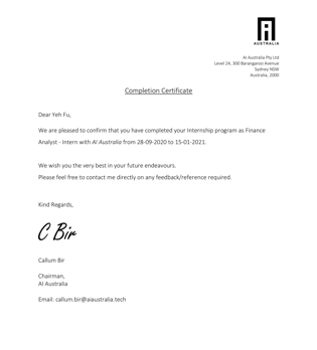 AI
AUSTRALIA
AI Australia Pty Ltd
Level 24, 300 Barangaroo Avenue
Sydney NSW
Australia, 2000
Completion Certificate
Dear Yeh Fu,
We are pleased to confirm that you have completed your Internship program as Finance
Analyst - Intern with AI Australia from 28-09-2020 to 15-01-2021.
We wish you the very best in your future endeavours.
Please feel free to contact me directly on any feedback/reference required.
Kind Regards,
C Bir
Callum Bir
Chairman,
AI Australia
Email: callum.bir@aiaustralia.tech